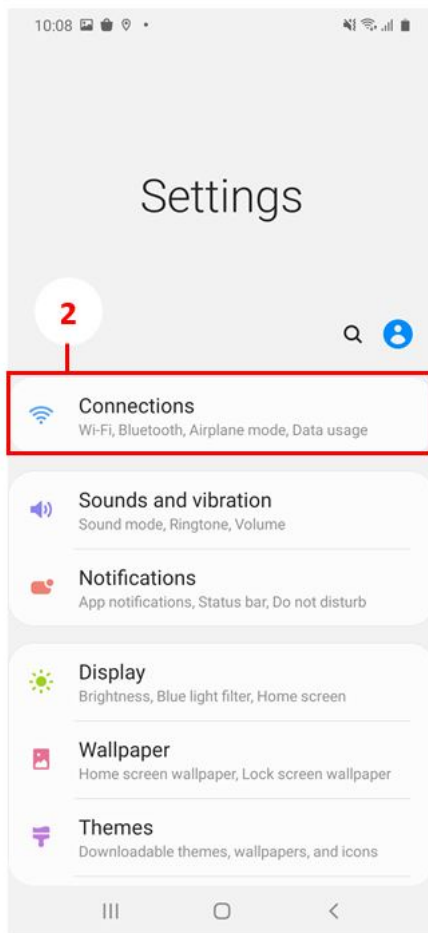 10:08
Settings
2
Connections
Wi-Fi, Bluetooth, Airplane mode, Data usage
Sounds and vibration
Sound mode, Ringtone, Volume
Notifications
App notifications, Status bar, Do not disturb
Display
Brightness, Blue light filter, Home screen
Wallpaper
Home screen wallpaper, Lock screen wallpaper
Themes
Downloadable themes, wallpapers, and icons